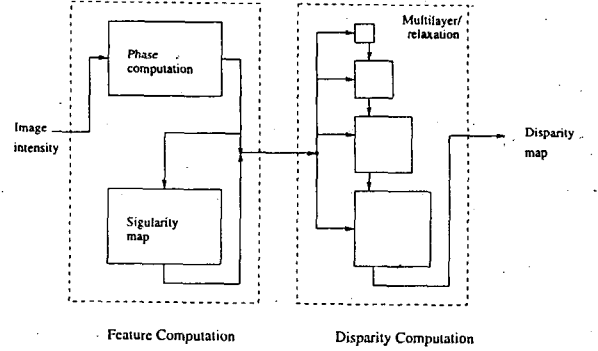 Multilayer/
relaxation
Phase
computation
Image
intensity
Disparity
map
Sigularity
map
Feature Computation
Disparity Computation